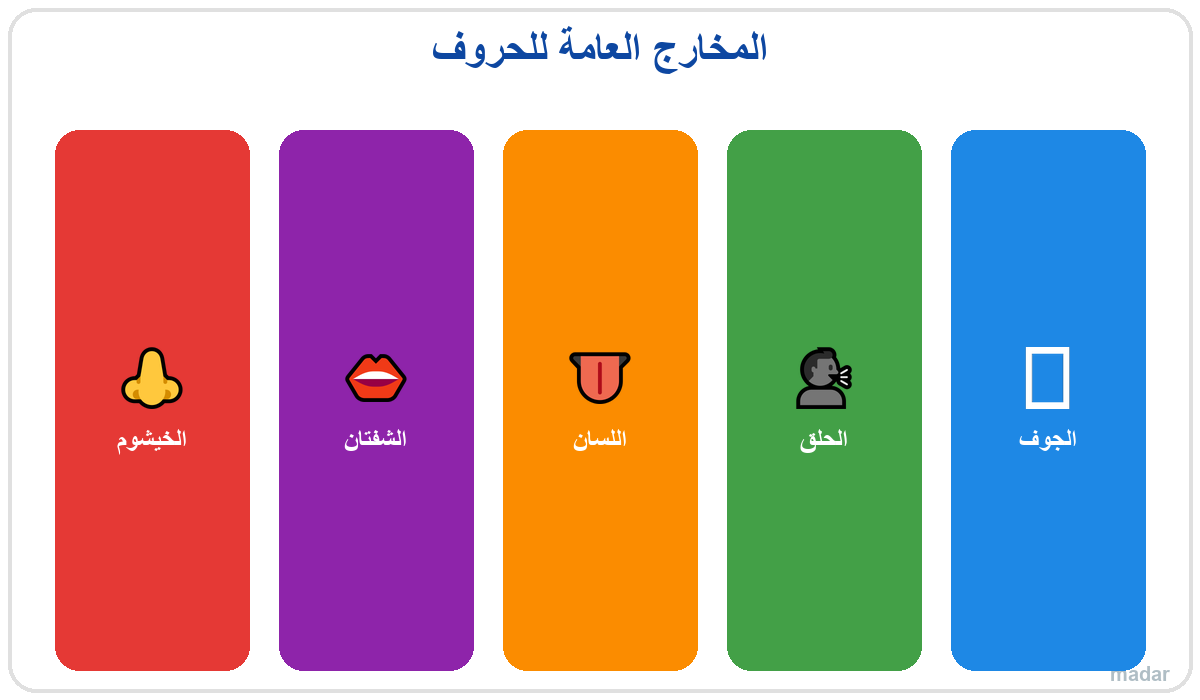 المخارج العامة للحروف
الجوف
الحلق
اللسان
الشفتان
الخيشوم
madar